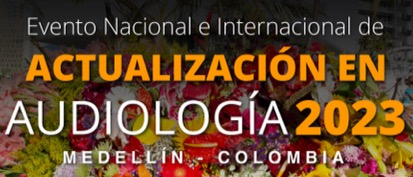 Evento Nacional e Internacional de
ACTUALIZACIÓN EN
AUDIOLOGÍA 2023
MEDELLÍN - COLOMBIA